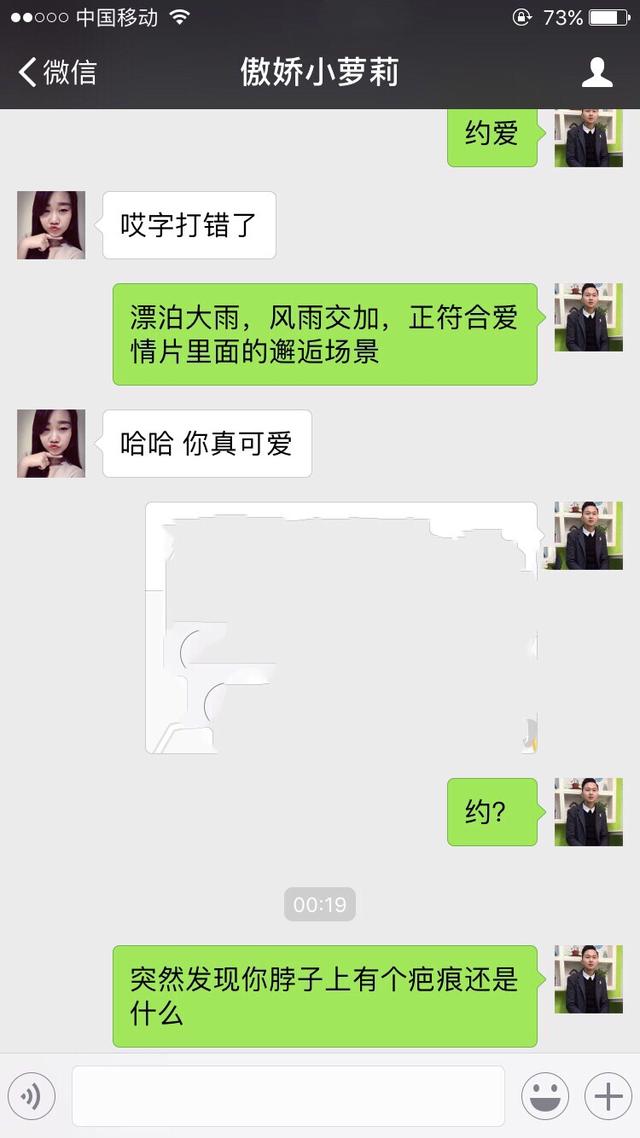 中国移动 73%
微信 傲娇小萝莉
约爱
哎字打错了
漂泊大雨，风雨交加，正符合爱
情片里面的邂逅场景
哈哈 你真可爱
约？
00:19
突然发现你脖子上有个疤痕还是
什么